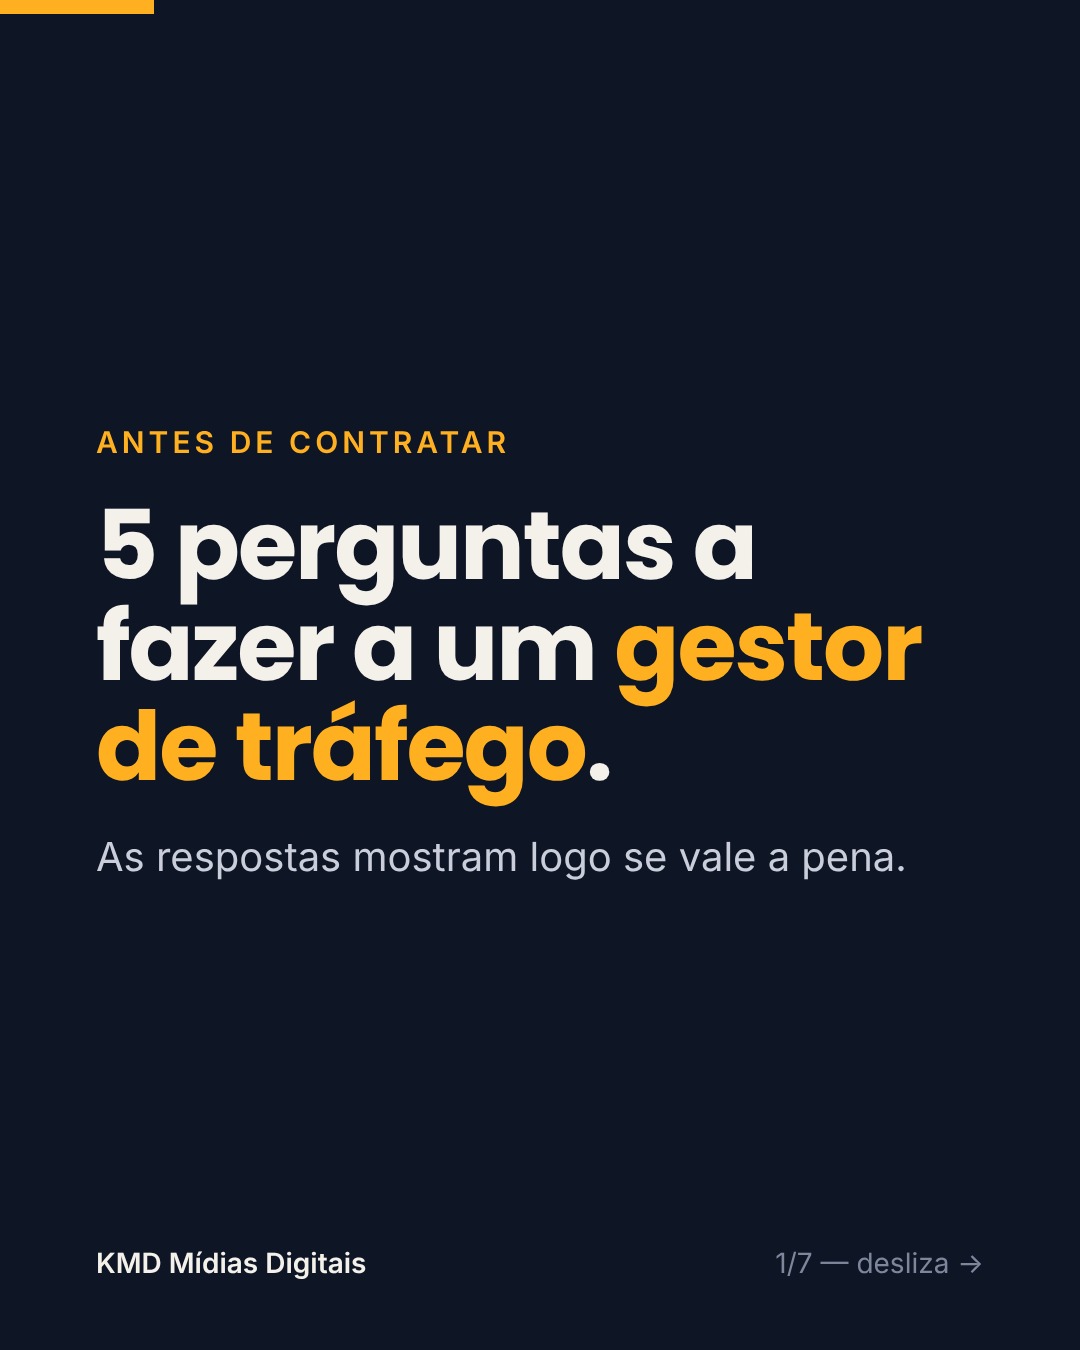 ANTES DE CONTRATAR
5 perguntas a
fazer a um gestor
de tráfego.
As respostas mostram logo se vale a pena.
KMD Mídias Digitais
1/7 — desliza →